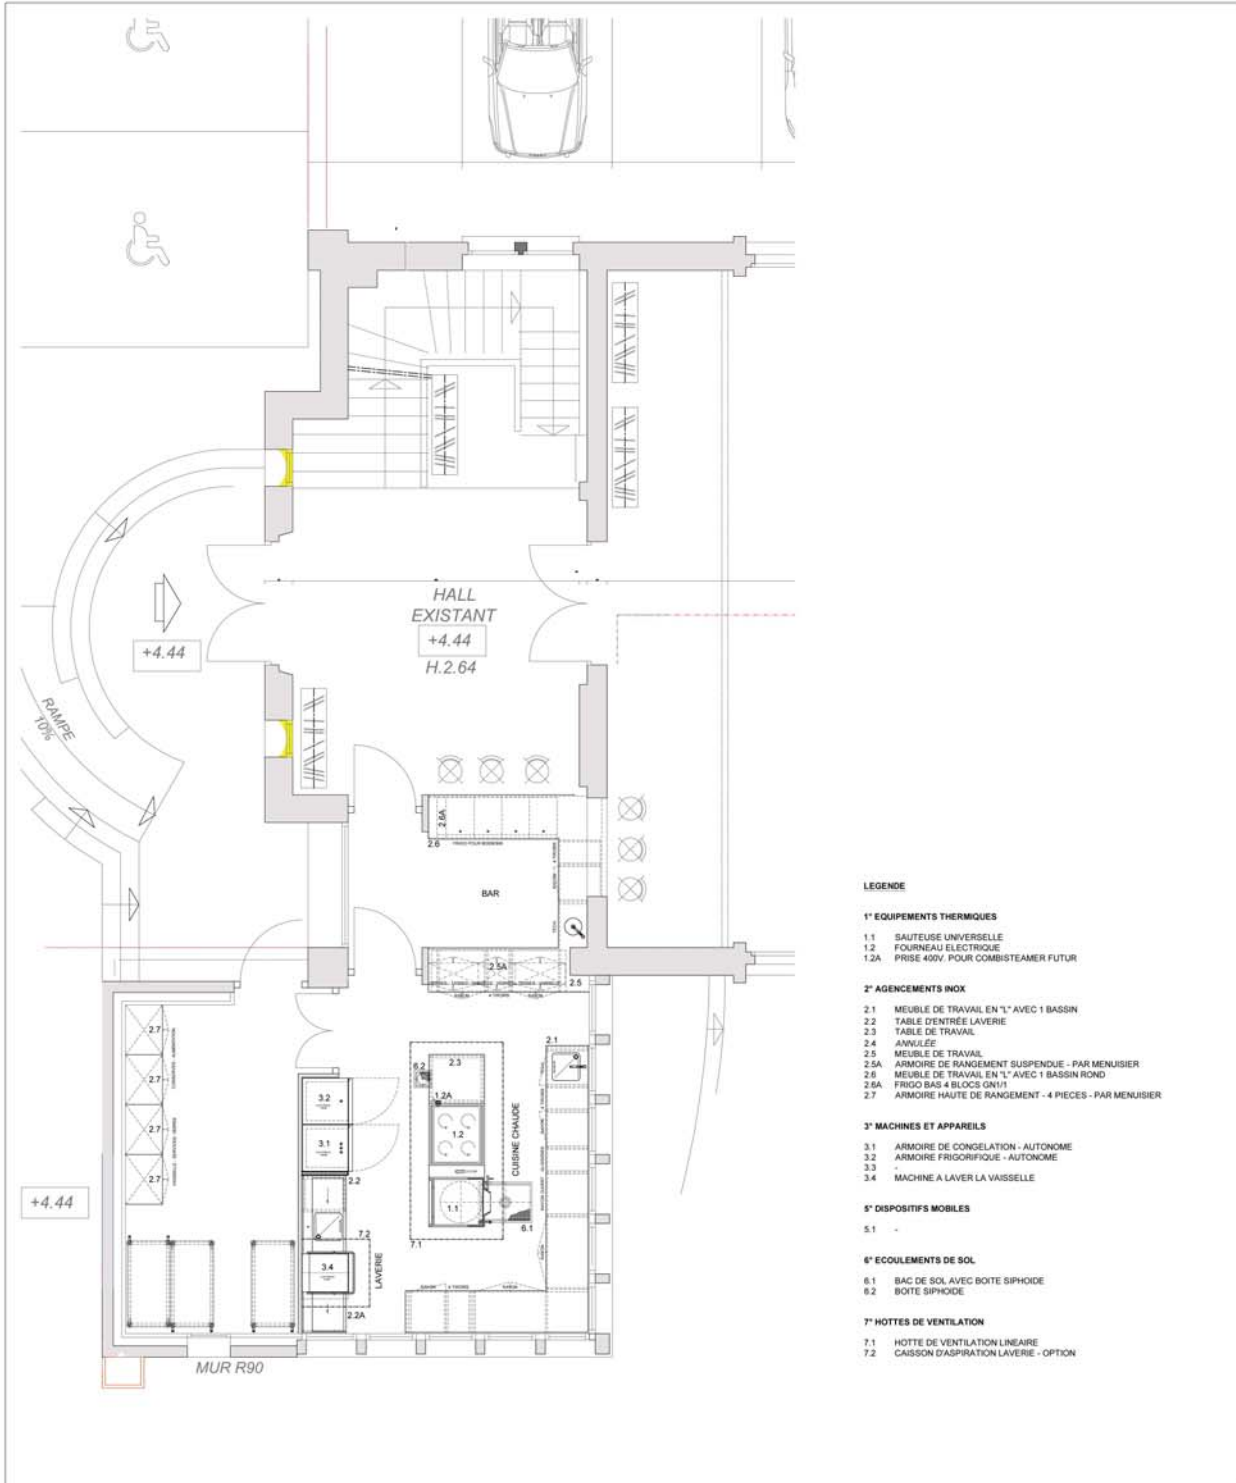 HALL
EXISTANT
+4.44
H.2.64
+4.44
RAMPE
10%
2.6A
2.6
BAR
2.5A
2.5
2.1
2.7
2.7
2.7
2.7
6.2
2.3
1.2A
1.2
3.2
3.1
CUISINE CHAUDE
2.2
1.1
6.1
7.2
7.1
3.4
LAVERIE
2.2A
+4.44
MUR R90
LEGENDE
1° EQUIPEMENTS THERMIQUES
1.1 SAUTEUSE UNIVERSELLE
1.2 FOURNEAU ELECTRIQUE
1.2A PRISE 400V. POUR COMBISTEAMER FUTUR
2° AGENCEMENTS INOX
2.1 MEUBLE DE TRAVAIL EN "L" AVEC 1 BASSIN
2.2 TABLE D'ENTRÉE LAVERIE
2.3 TABLE DE TRAVAIL
2.4 ANNULÉE
2.5 MEUBLE DE TRAVAIL
2.5A ARMOIRE DE RANGEMENT SUSPENDUE - PAR MENUISIER
2.6 MEUBLE DE TRAVAIL EN "L" AVEC 1 BASSIN ROND
2.6A FRIGO BAS 4 BLOCS GN1/1
2.7 ARMOIRE HAUTE DE RANGEMENT - 4 PIECES - PAR MENUISIER
3° MACHINES ET APPAREILS
3.1 ARMOIRE DE CONGELATION - AUTONOME
3.2 ARMOIRE FRIGORIFIQUE - AUTONOME
3.3 -
3.4 MACHINE A LAVER LA VAISSELLE
5° DISPOSITIFS MOBILES
5.1 -
6° ECOULEMENTS DE SOL
6.1 BAC DE SOL AVEC BOITE SIPHOIDE
6.2 BOITE SIPHOIDE
7° HOTTES DE VENTILATION
7.1 HOTTE DE VENTILATION LINEAIRE
7.2 CAISSON D'ASPIRATION LAVERIE - OPTION